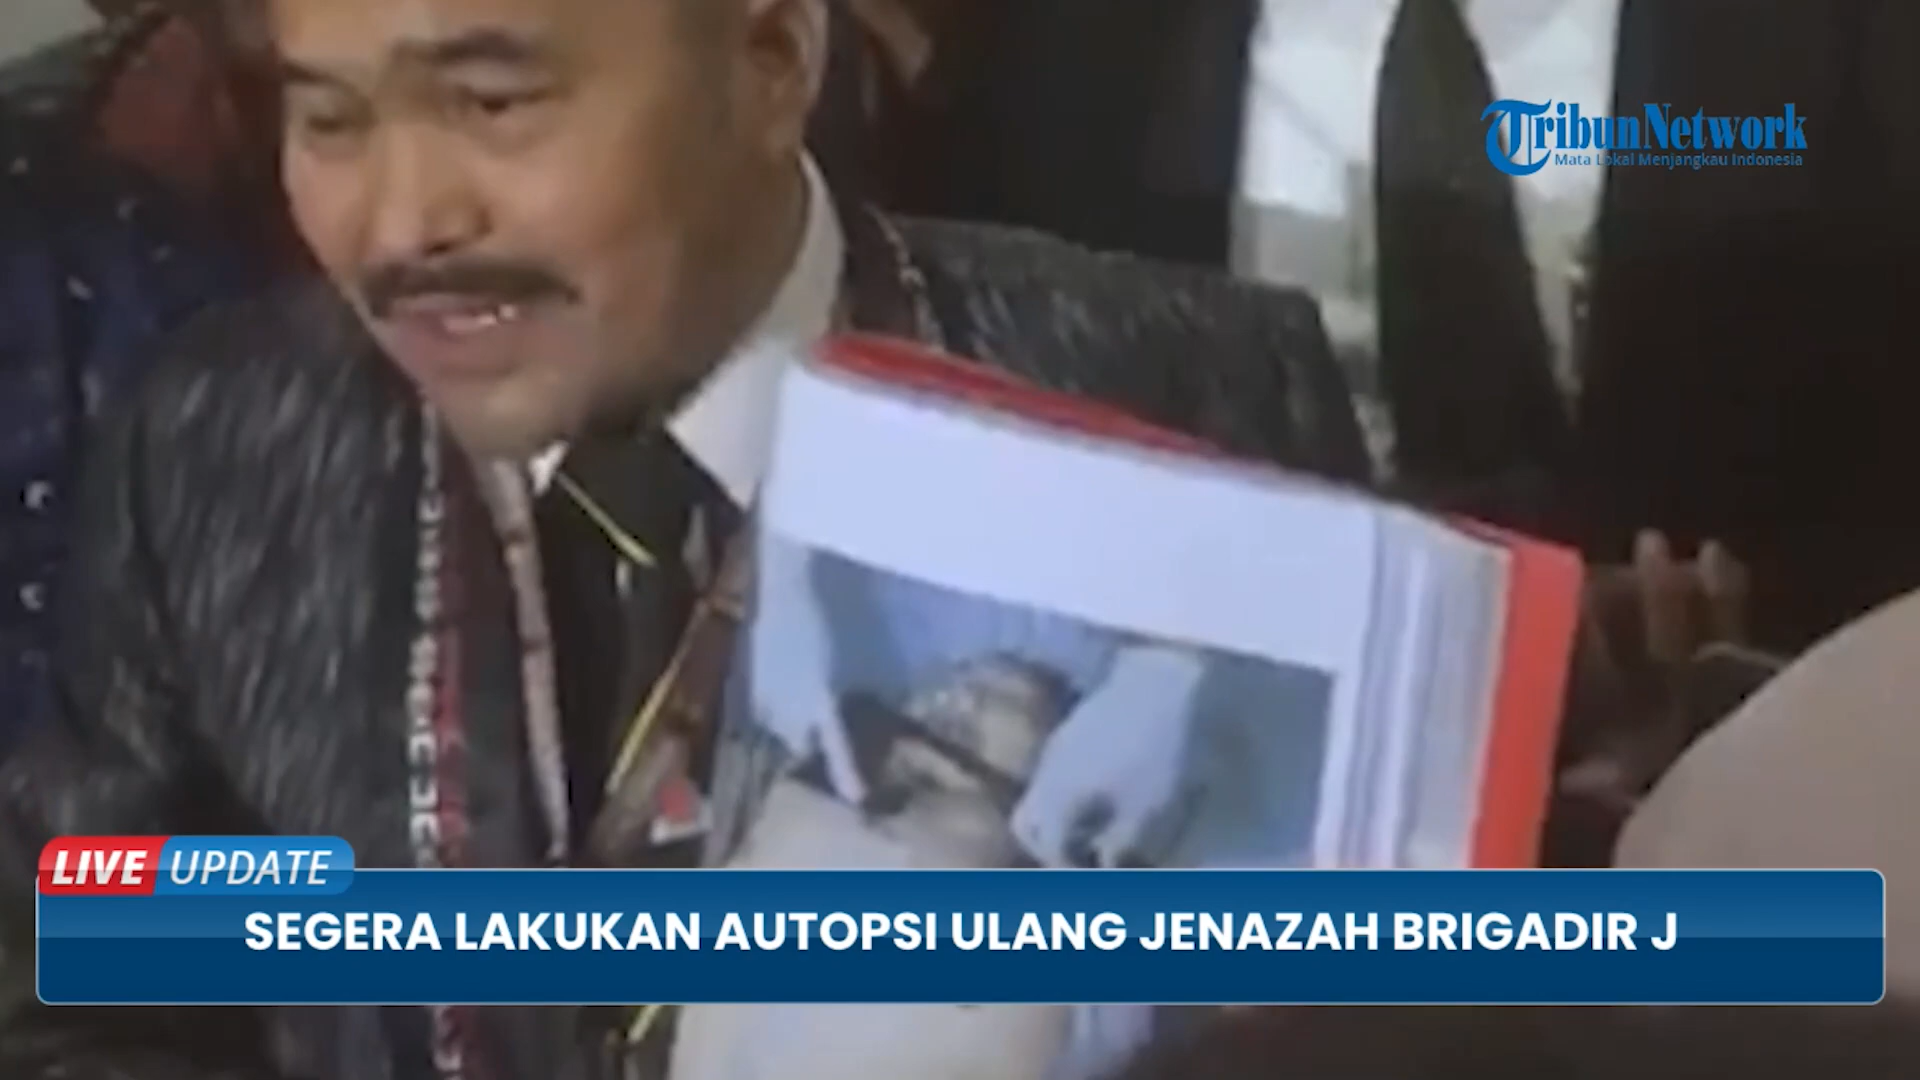 TribunNetwork
Mata Lokal Menjangkau Indonesia
LIVE UPDATE
SEGERA LAKUKAN AUTOPSI ULANG JENAZAH BRIGADIR J